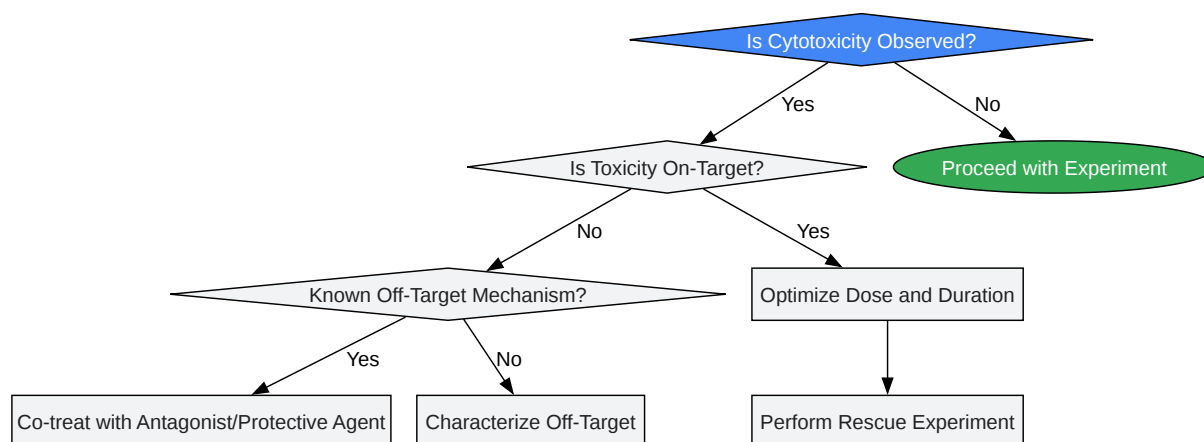 Is Cytotoxicity Observed?
Yes
No
Is Toxicity On-Target?
Proceed with Experiment
No
Yes
Known Off-Target Mechanism?
Optimize Dose and Duration
Yes
No
Co-treat with Antagonist/Protective Agent
Characterize Off-Target
Perform Rescue Experiment